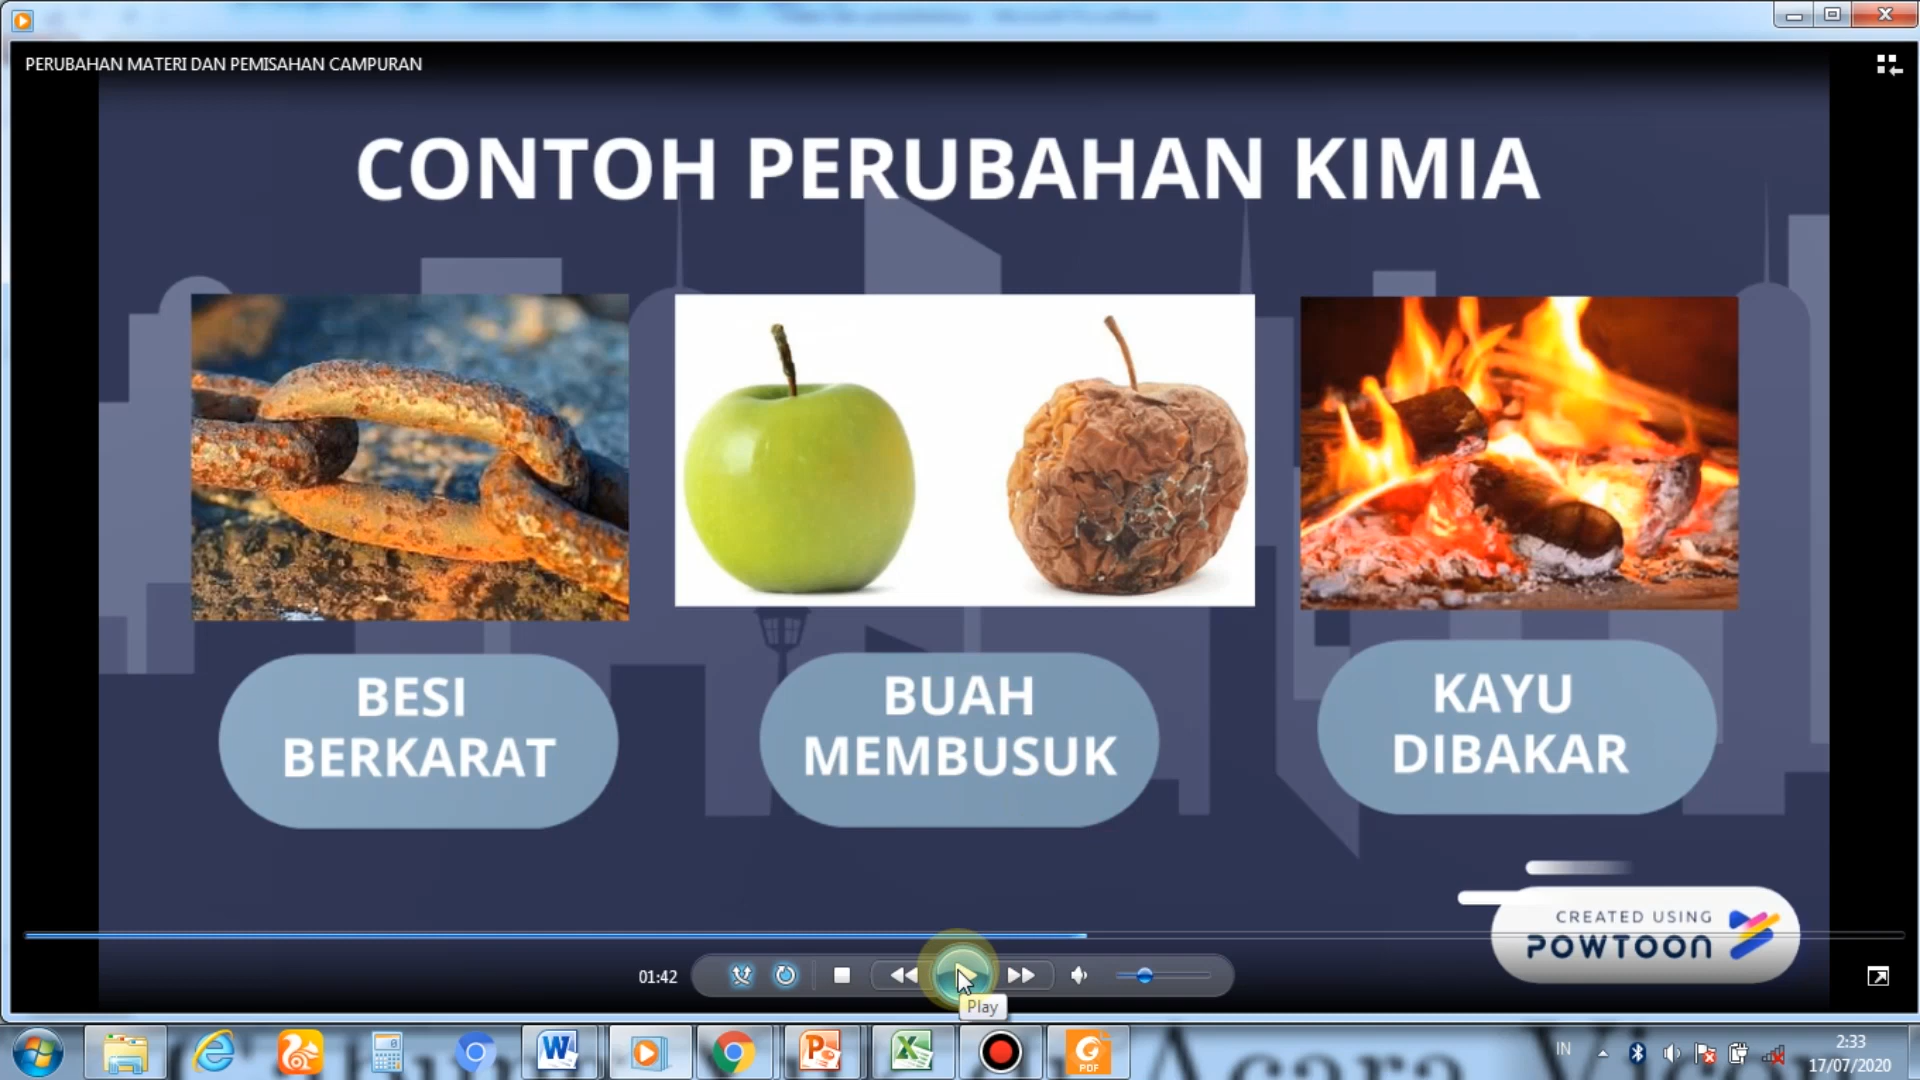 PERUBAHAN MATERI DAN PEMISAHAN CAMPURAN
CONTOH PERUBAHAN KIMIA
BESI
BERKARAT
BUAH
MEMBUSUK
KAYU
DIBAKAR
CREATED USING
POWTOON
01:42
Play
IN
2:33
17/07/2020